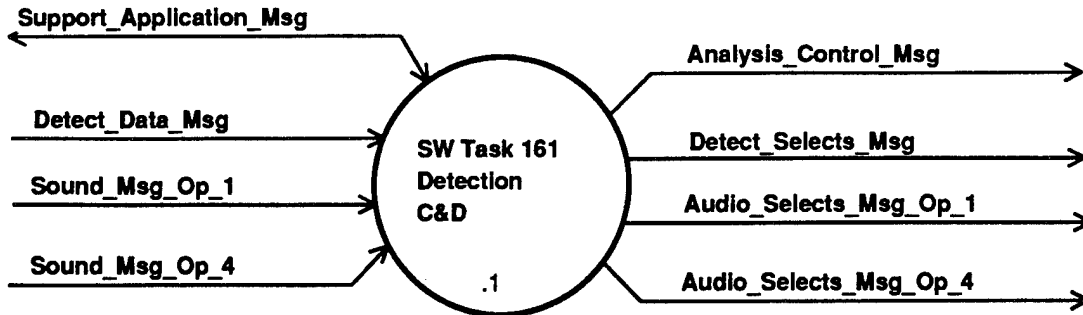 Support_Application_Msg
Detect_Data_Msg
Sound_Msg_Op_1
Sound_Msg_Op_4
SW Task 161
Detection
C&D
.1
Analysis_Control_Msg
Detect_Selects_Msg
Audio_Selects_Msg_Op_1
Audio_Selects_Msg_Op_4